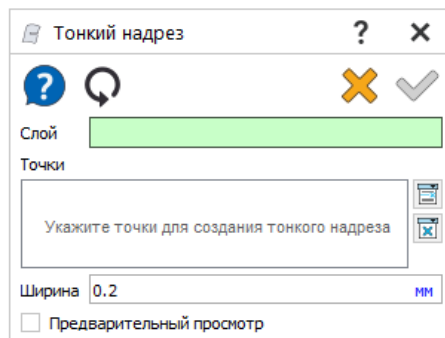 Тонкий надрез
Слой
Точки
Укажите точки для создания тонкого надреза
Ширина 0.2 мм
Предварительный просмотр